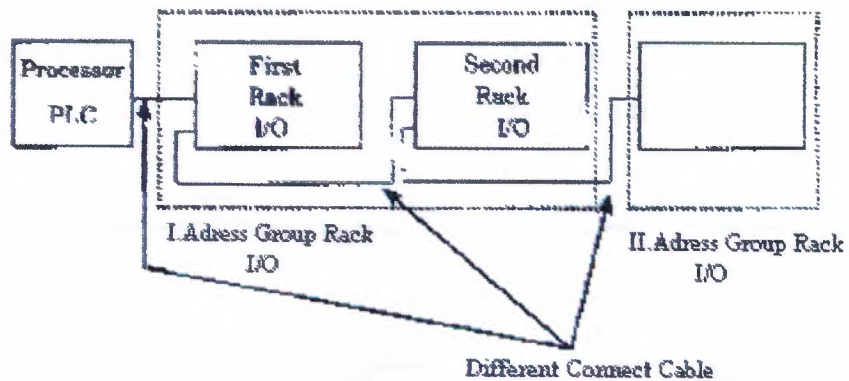 Processor
PLC
First
Rack
I/O
Second
Rack
I/O
I.Adress Group Rack
I/O
II.Adress Group Rack
I/O
Different Connect Cable